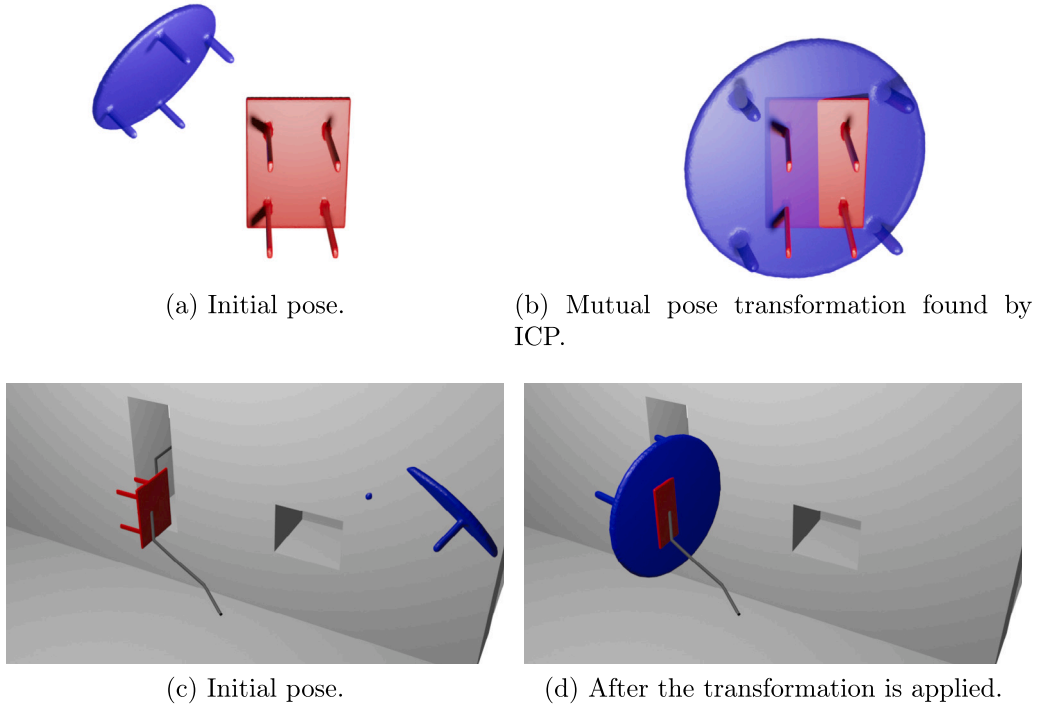 (a) Initial pose.
(b) Mutual pose transformation found by
ICP.
(c) Initial pose.
(d) After the transformation is applied.